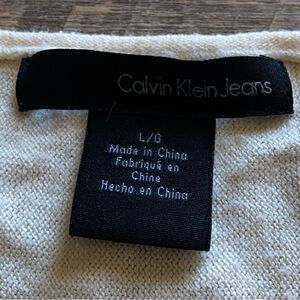 Calvin Klein Jeans
L/G
Made in China
Fabriqué en
Chine
Hecho en China